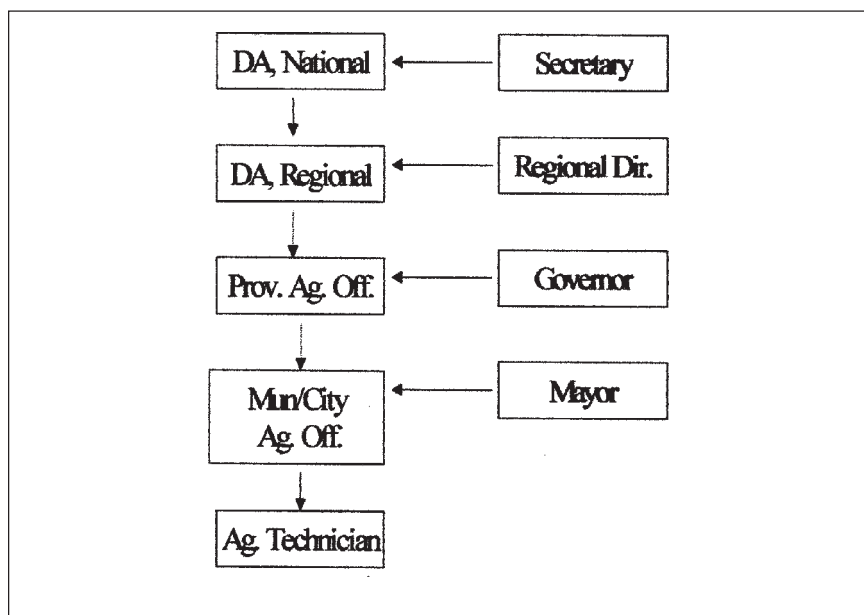 DA, National
Secretary
DA, Regional
Regional Dir.
Prov. Ag. Off.
Governor
Mun/City
Ag. Off.
Mayor
Ag. Technician